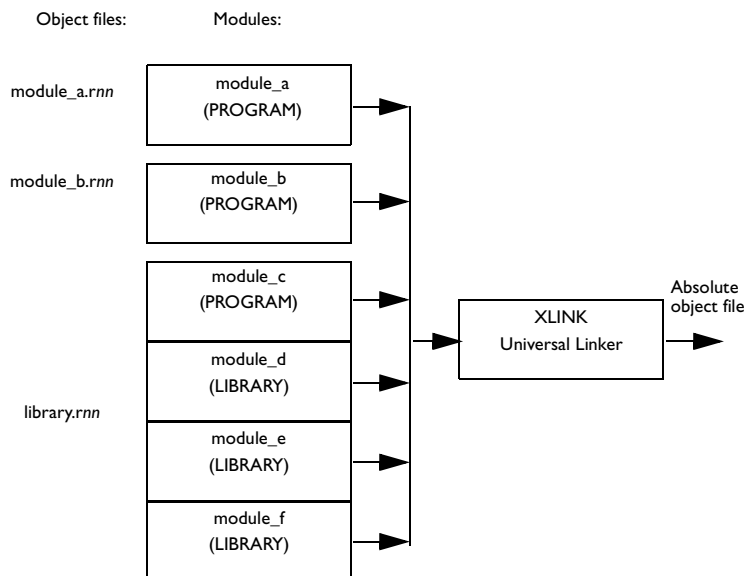 Object files:
Modules:
module_a.rnn
module_a
(PROGRAM)
module_b.rnn
module_b
(PROGRAM)
module_c
(PROGRAM)
module_d
(LIBRARY)
library.rnn
module_e
(LIBRARY)
module_f
(LIBRARY)
XLINK
Universal Linker
Absolute
object file